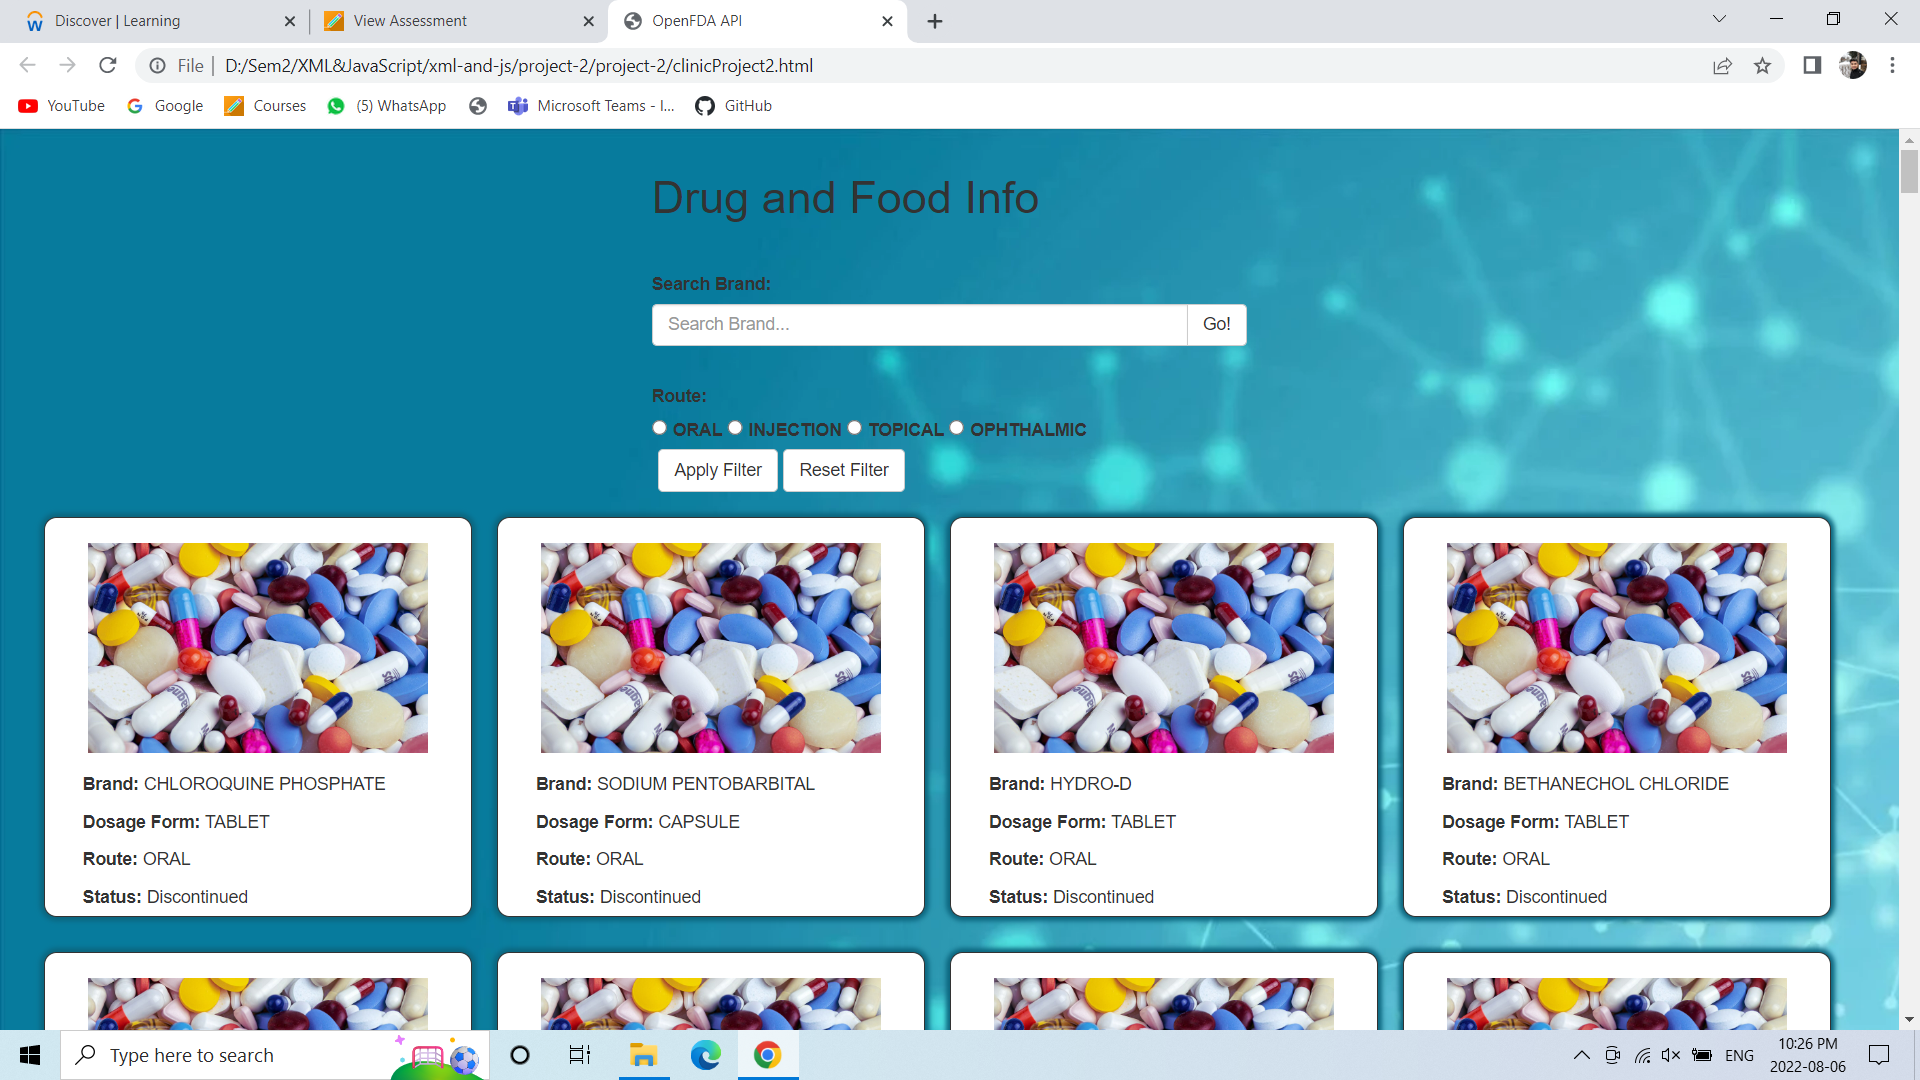 Discover | Learning
View Assessment
OpenFDA API
File | D:/Sem2/XML&JavaScript/xml-and-js/project-2/project-2/clinicProject2.html
YouTube
Google
Courses
(5) WhatsApp
Microsoft Teams - I...
GitHub
Drug and Food Info
Search Brand:
Search Brand...
Go!
Route:
ORAL INJECTION TOPICAL OPHTHALMIC
Apply Filter
Reset Filter
Brand: CHLOROQUINE PHOSPHATE
Dosage Form: TABLET
Route: ORAL
Status: Discontinued
Brand: SODIUM PENTOBARBITAL
Dosage Form: CAPSULE
Route: ORAL
Status: Discontinued
Brand: HYDRO-D
Dosage Form: TABLET
Route: ORAL
Status: Discontinued
Brand: BETHANECHOL CHLORIDE
Dosage Form: TABLET
Route: ORAL
Status: Discontinued
Type here to search
ENG
10:26 PM
2022-08-06